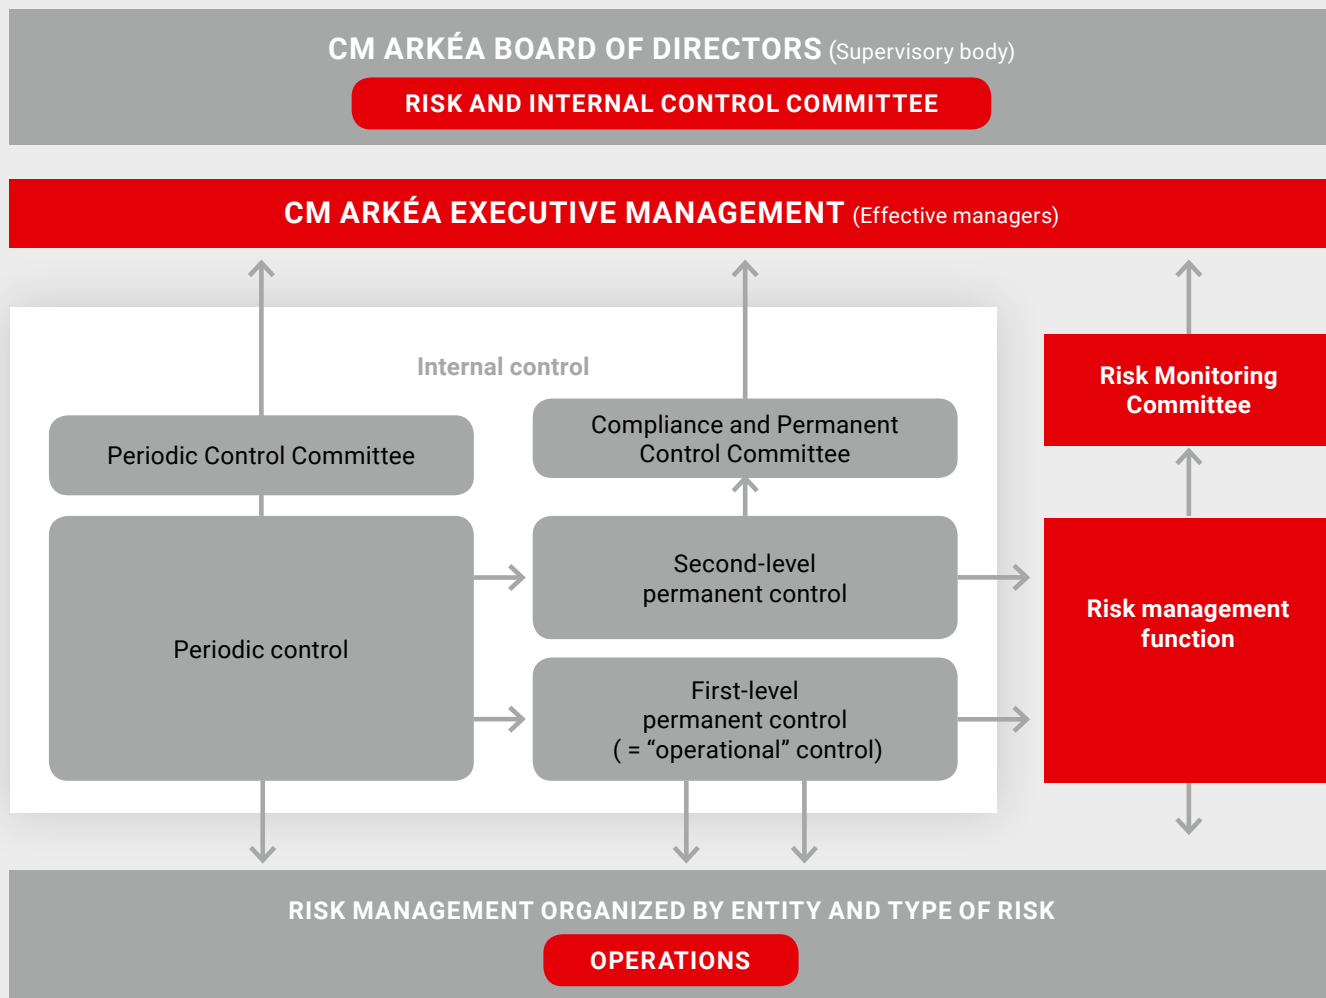 CM ARKÉA BOARD OF DIRECTORS (Supervisory body)
RISK AND INTERNAL CONTROL COMMITTEE
CM ARKÉA EXECUTIVE MANAGEMENT (Effective managers)
Internal control
Periodic Control Committee
Compliance and Permanent
Control Committee
Risk Monitoring
Committee
Periodic control
Second-level
permanent control
First-level
permanent control
( = “operational” control)
Risk management
function
RISK MANAGEMENT ORGANIZED BY ENTITY AND TYPE OF RISK
OPERATIONS